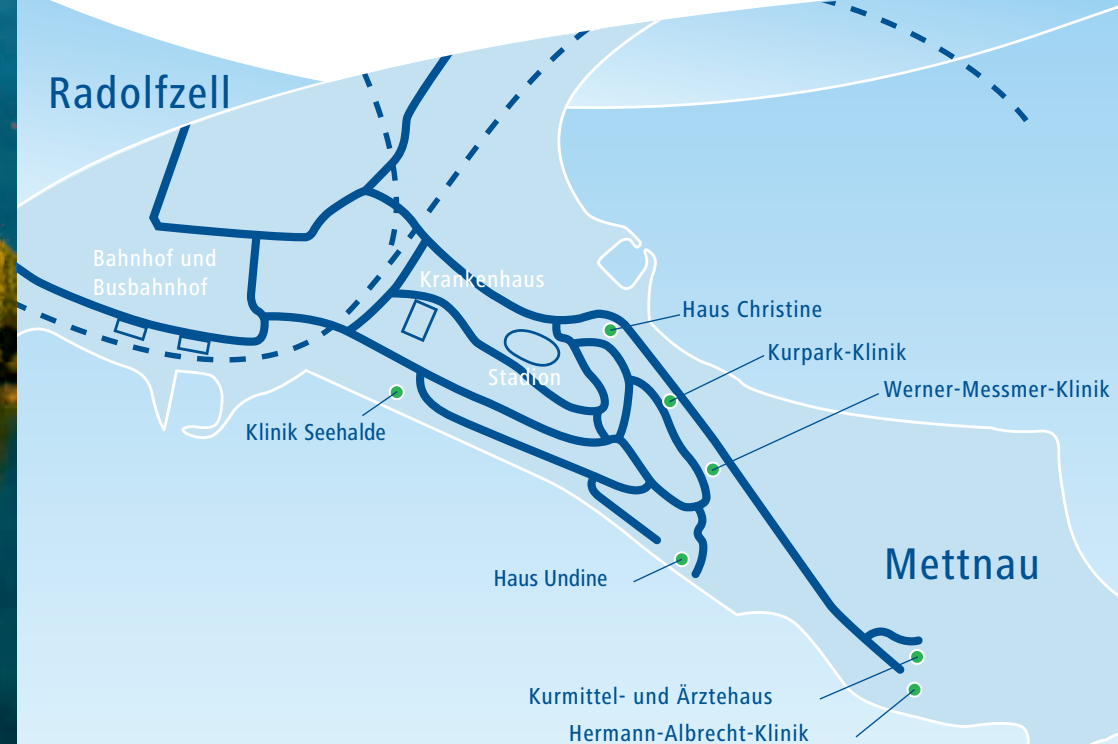 Radolfzell
Bahnhof und
Busbahnhof
Krankenhaus
Haus Christine
Kurpark-Klinik
Stadion
Werner-Messmer-Klinik
Klinik Seehalde
Haus Undine
Mettnau
Kurmittel- und Ärztehaus
Hermann-Albrecht-Klinik